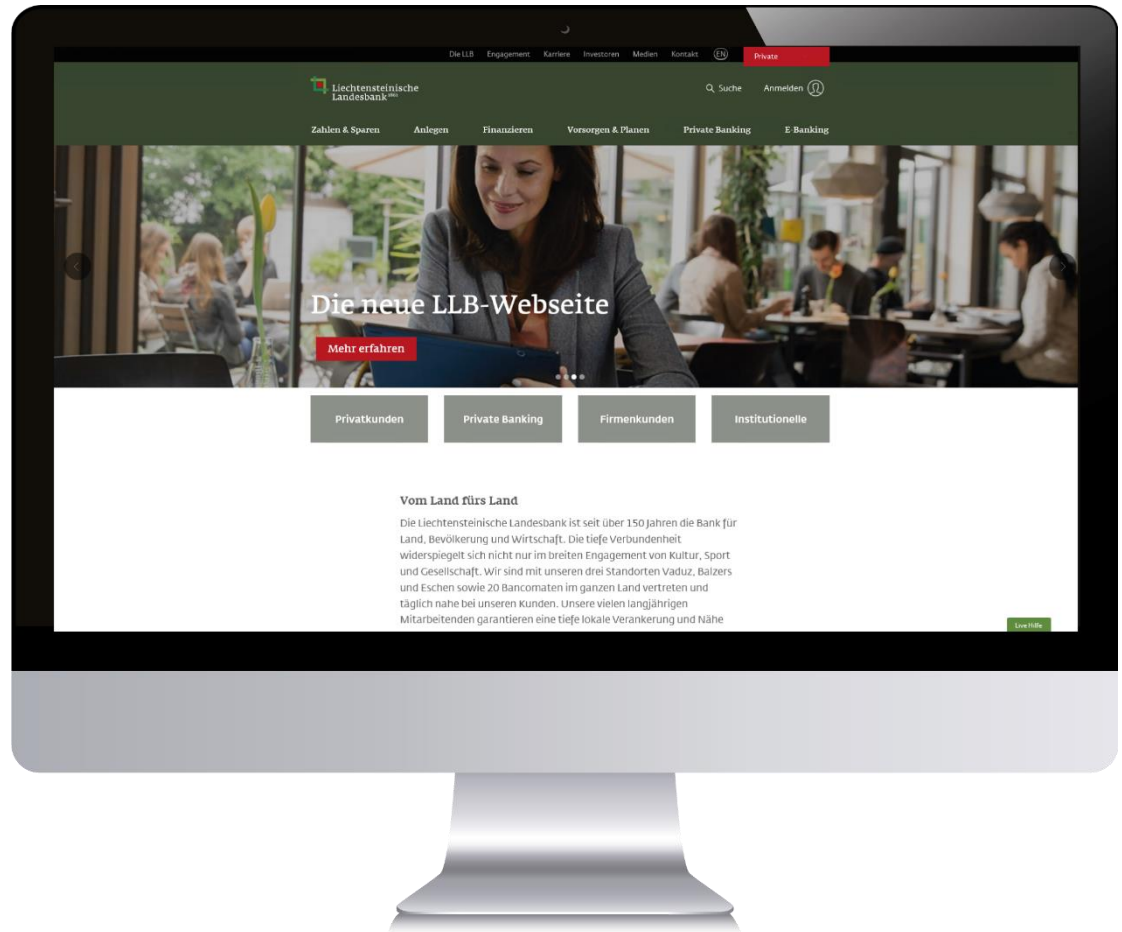 Die LLB Engagement Karriere Investoren Medien Kontakt EN Private
Liechtensteinische
Landesbank
Suche Anmelden
Zahlen & Sparen Anlegen Finanzieren Vorsorgen & Planen Private Banking E-Banking
Die neue LLB-Webseite
Mehr erfahren
Privatkunden Private Banking Firmenkunden Institutionelle
Vom Land fürs Land
Die Liechtensteinische Landesbank ist seit über 150 Jahren die Bank für
Land, Bevölkerung und Wirtschaft. Die tiefe Verbundenheit
widerspiegelt sich nicht nur im breiten Engagement von Kultur, Sport
und Gesellschaft. Wir sind mit unseren drei Standorten Vaduz, Balzers
und Eschen sowie 20 Bancomaten im ganzen Land vertreten und
täglich nahe bei unseren Kunden. Unsere vielen langjährigen
Mitarbeitenden garantieren eine tiefe lokale Verankerung und Nähe
Live Hilfe